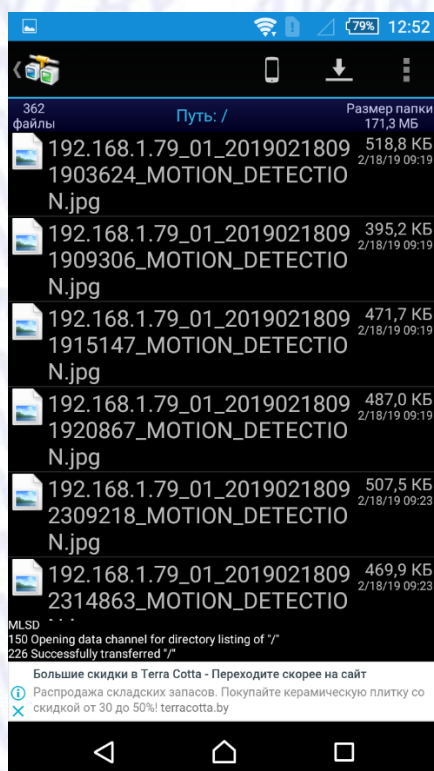 79% 12:52
362
файлы
Путь: /
Размер папки
171,3 МБ
192.168.1.79_01_2019021809
1903624_MOTION_DETECTIO
N.jpg
518,8 КБ
2/18/19 09:19
192.168.1.79_01_2019021809
1909306_MOTION_DETECTIO
N.jpg
395,2 КБ
2/18/19 09:19
192.168.1.79_01_2019021809
1915147_MOTION_DETECTIO
N.jpg
471,7 КБ
2/18/19 09:19
192.168.1.79_01_2019021809
1920867_MOTION_DETECTIO
N.jpg
487,0 КБ
2/18/19 09:19
192.168.1.79_01_2019021809
2309218_MOTION_DETECTIO
N.jpg
507,5 КБ
2/18/19 09:23
192.168.1.79_01_2019021809
2314863_MOTION_DETECTIO
469,9 КБ
2/18/19 09:23
MLSD
150 Opening data channel for directory listing of "/"
226 Successfully transferred "/"
Большие скидки в Terra Cotta - Переходите скорее на сайт
Распродажа складских запасов. Покупайте керамическую плитку со
скидкой от 30 до 50%! terracotta.by